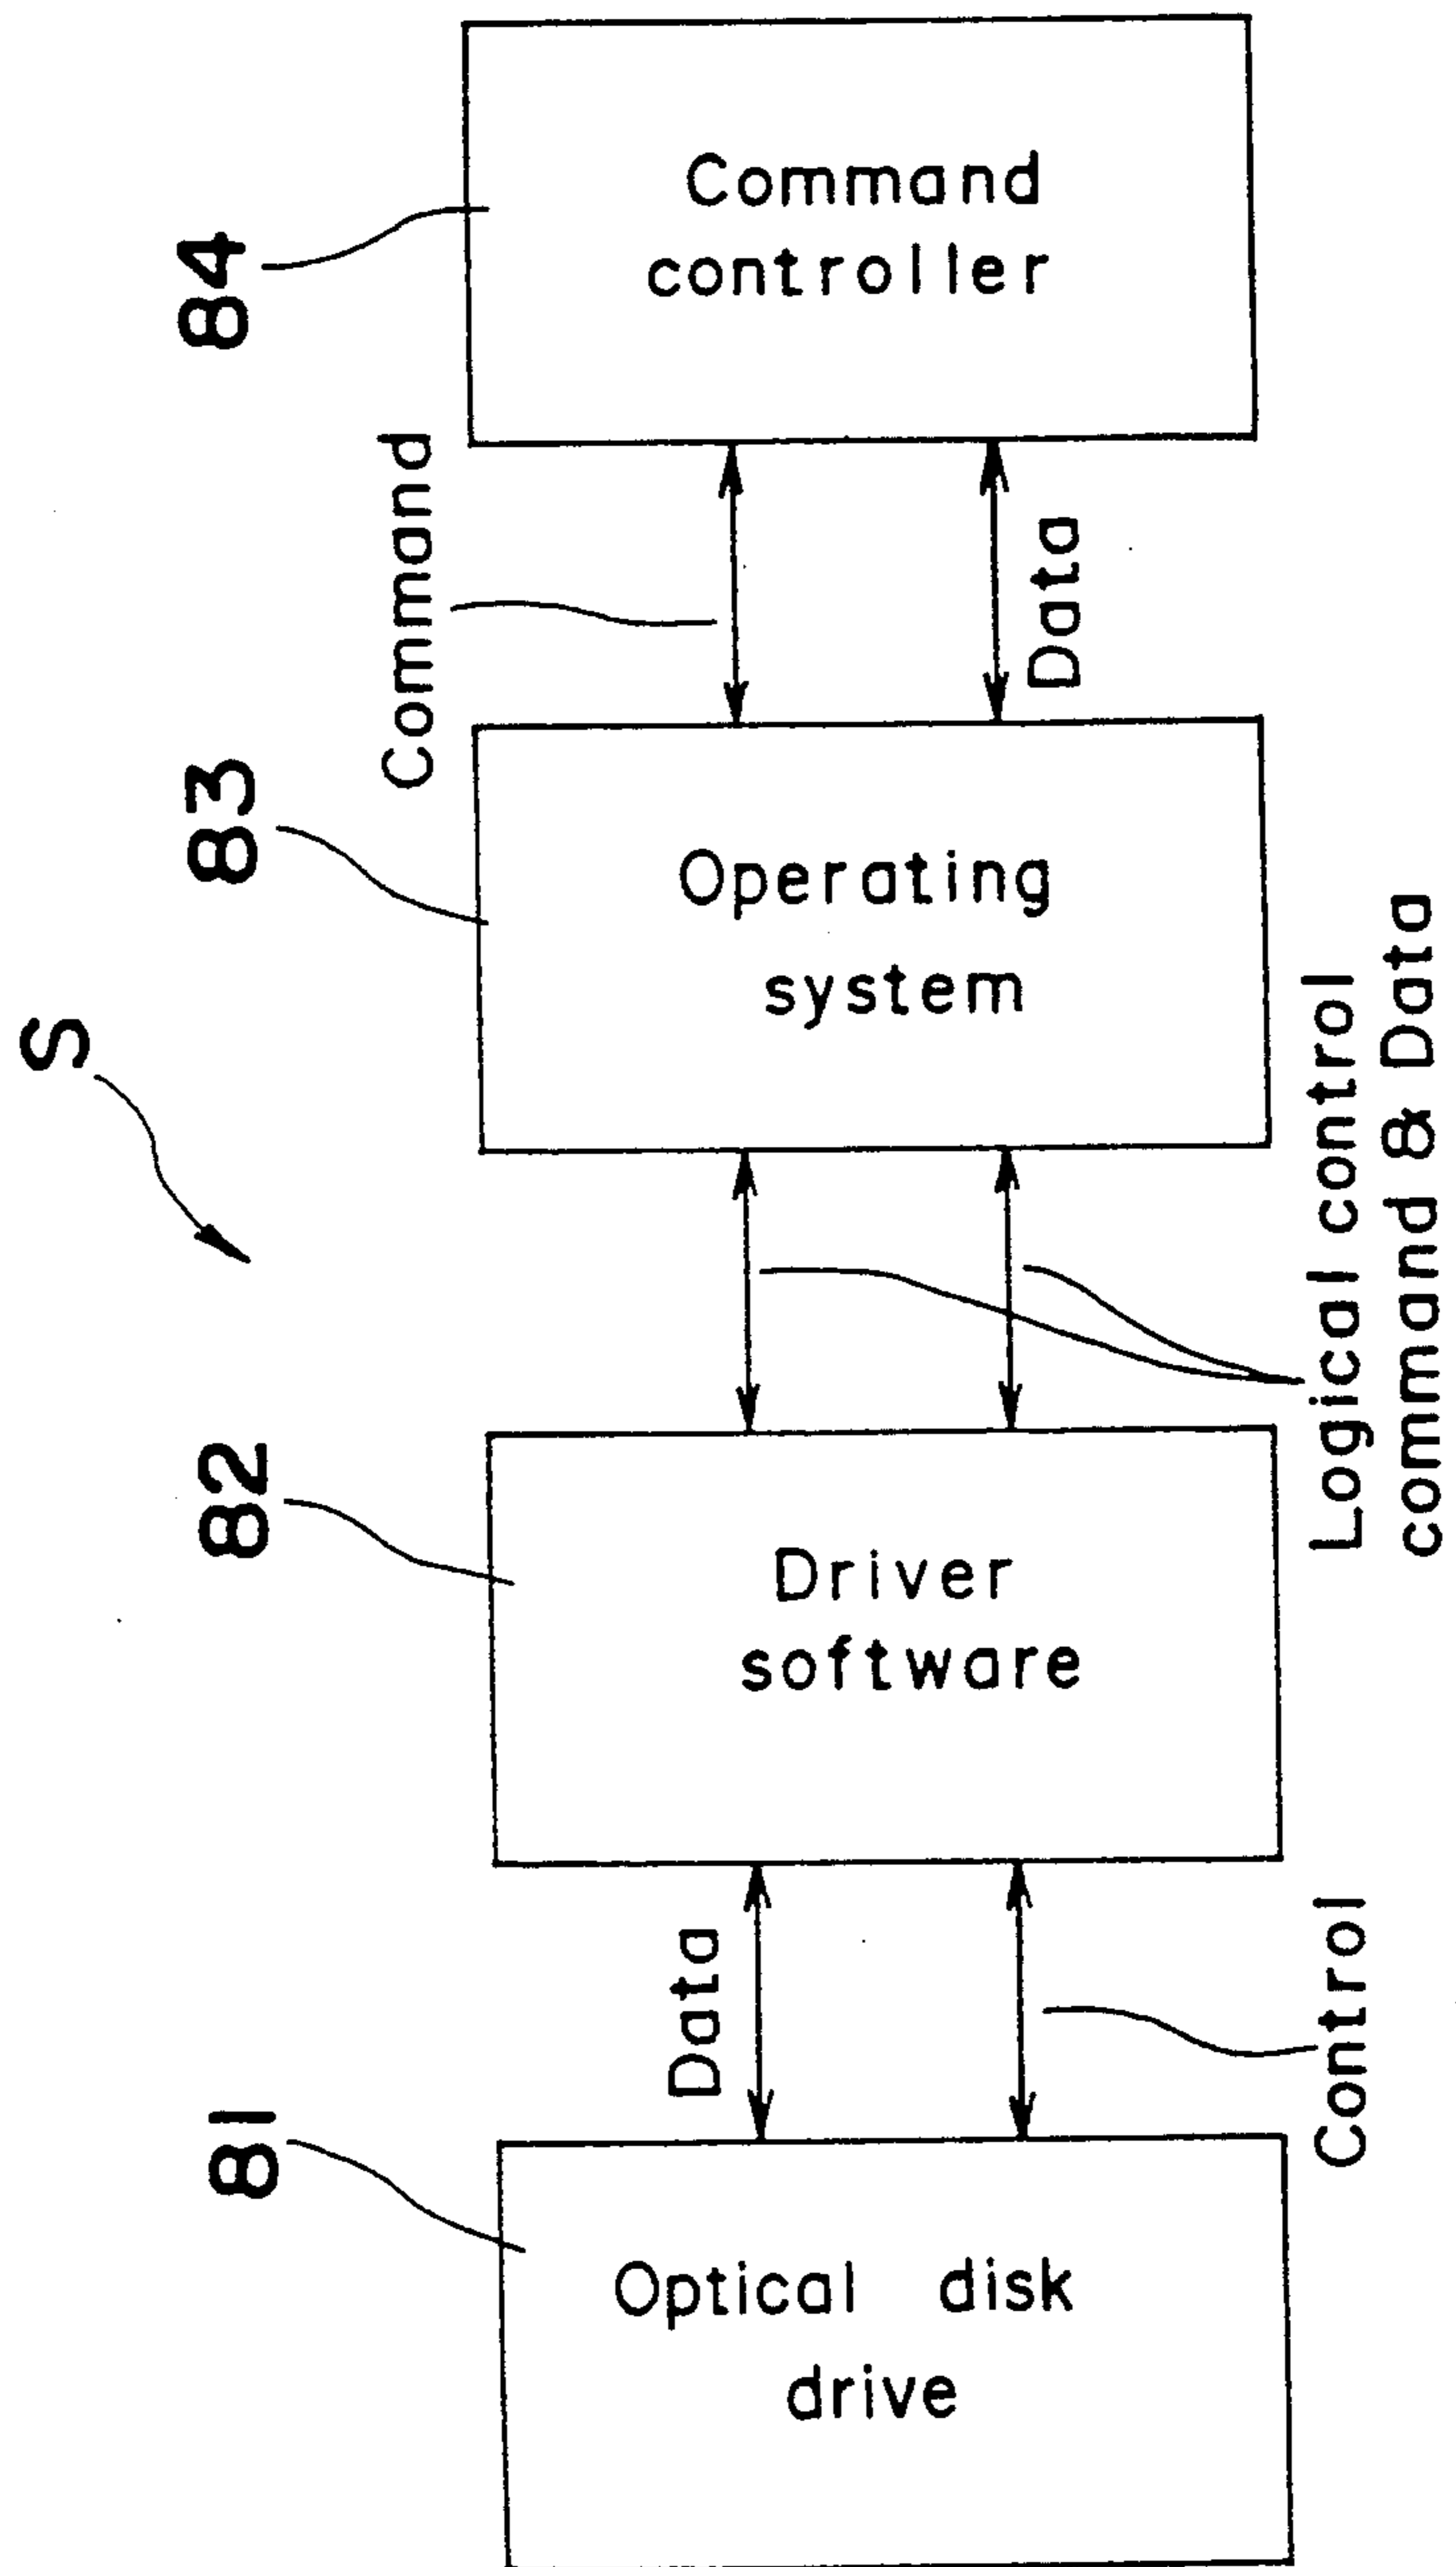 S
84
Command
controller
Command
Data
83
Operating
system
Logical control
command & Data
82
Driver
software
Data
Control
81
Optical disk
drive